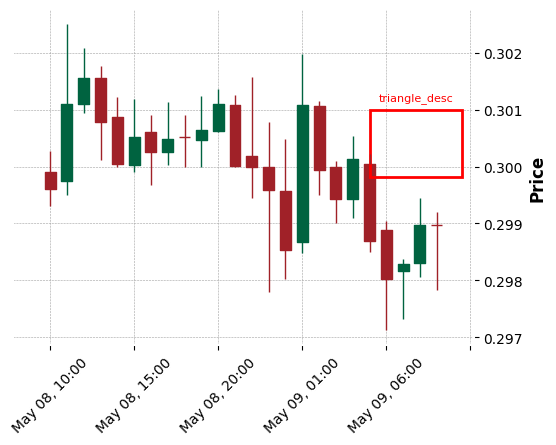 triangle_desc
0.302
0.301
0.300
0.299
0.298
0.297
Price
May 08, 10:00
May 08, 15:00
May 08, 20:00
May 09, 01:00
May 09, 06:00